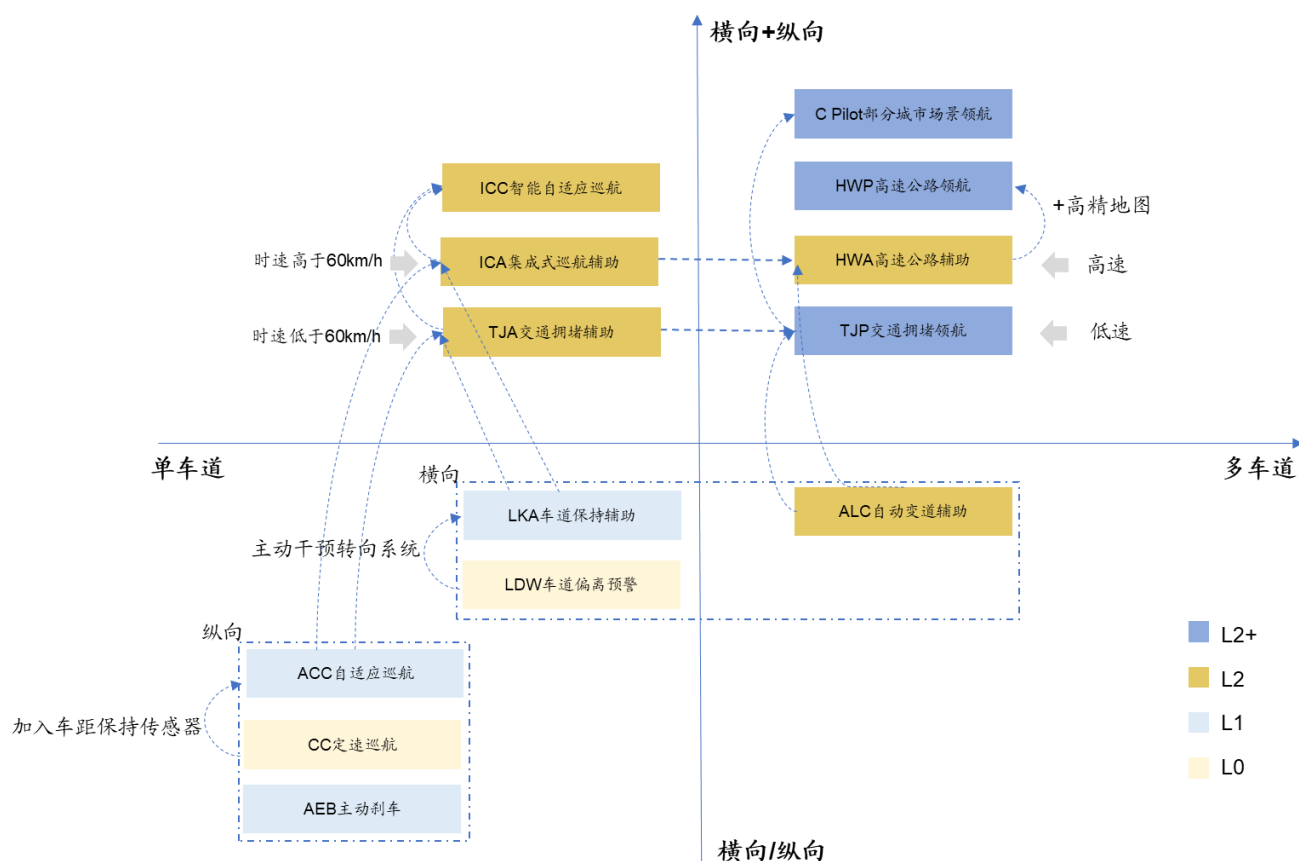 横向+纵向
C Pilot部分城市场景领航
ICC智能自适应巡航
HWP高速公路领航
+高精地图
时速高于60km/h
ICA集成式巡航辅助
HWA高速公路辅助
高速
时速低于60km/h
TJA交通拥堵辅助
TJP交通拥堵领航
低速
单车道
多车道
横向
LKA车道保持辅助
ALC自动变道辅助
主动干预转向系统
LDW车道偏离预警
纵向
ACC自适应巡航
加入车距保持传感器
CC定速巡航
AEB主动刹车
L2+
L2
L1
L0
横向/纵向